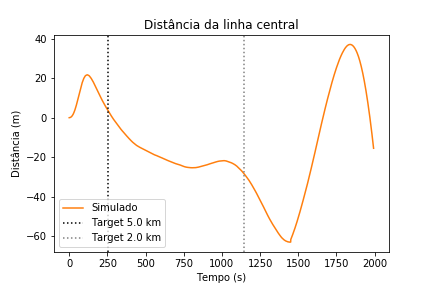 Distância da linha central
Distância (m)
40
20
0
−20
−40
−60
Simulado
Target 5.0 km
Target 2.0 km
0 250 500 750 1000 1250 1500 1750 2000
Tempo (s)